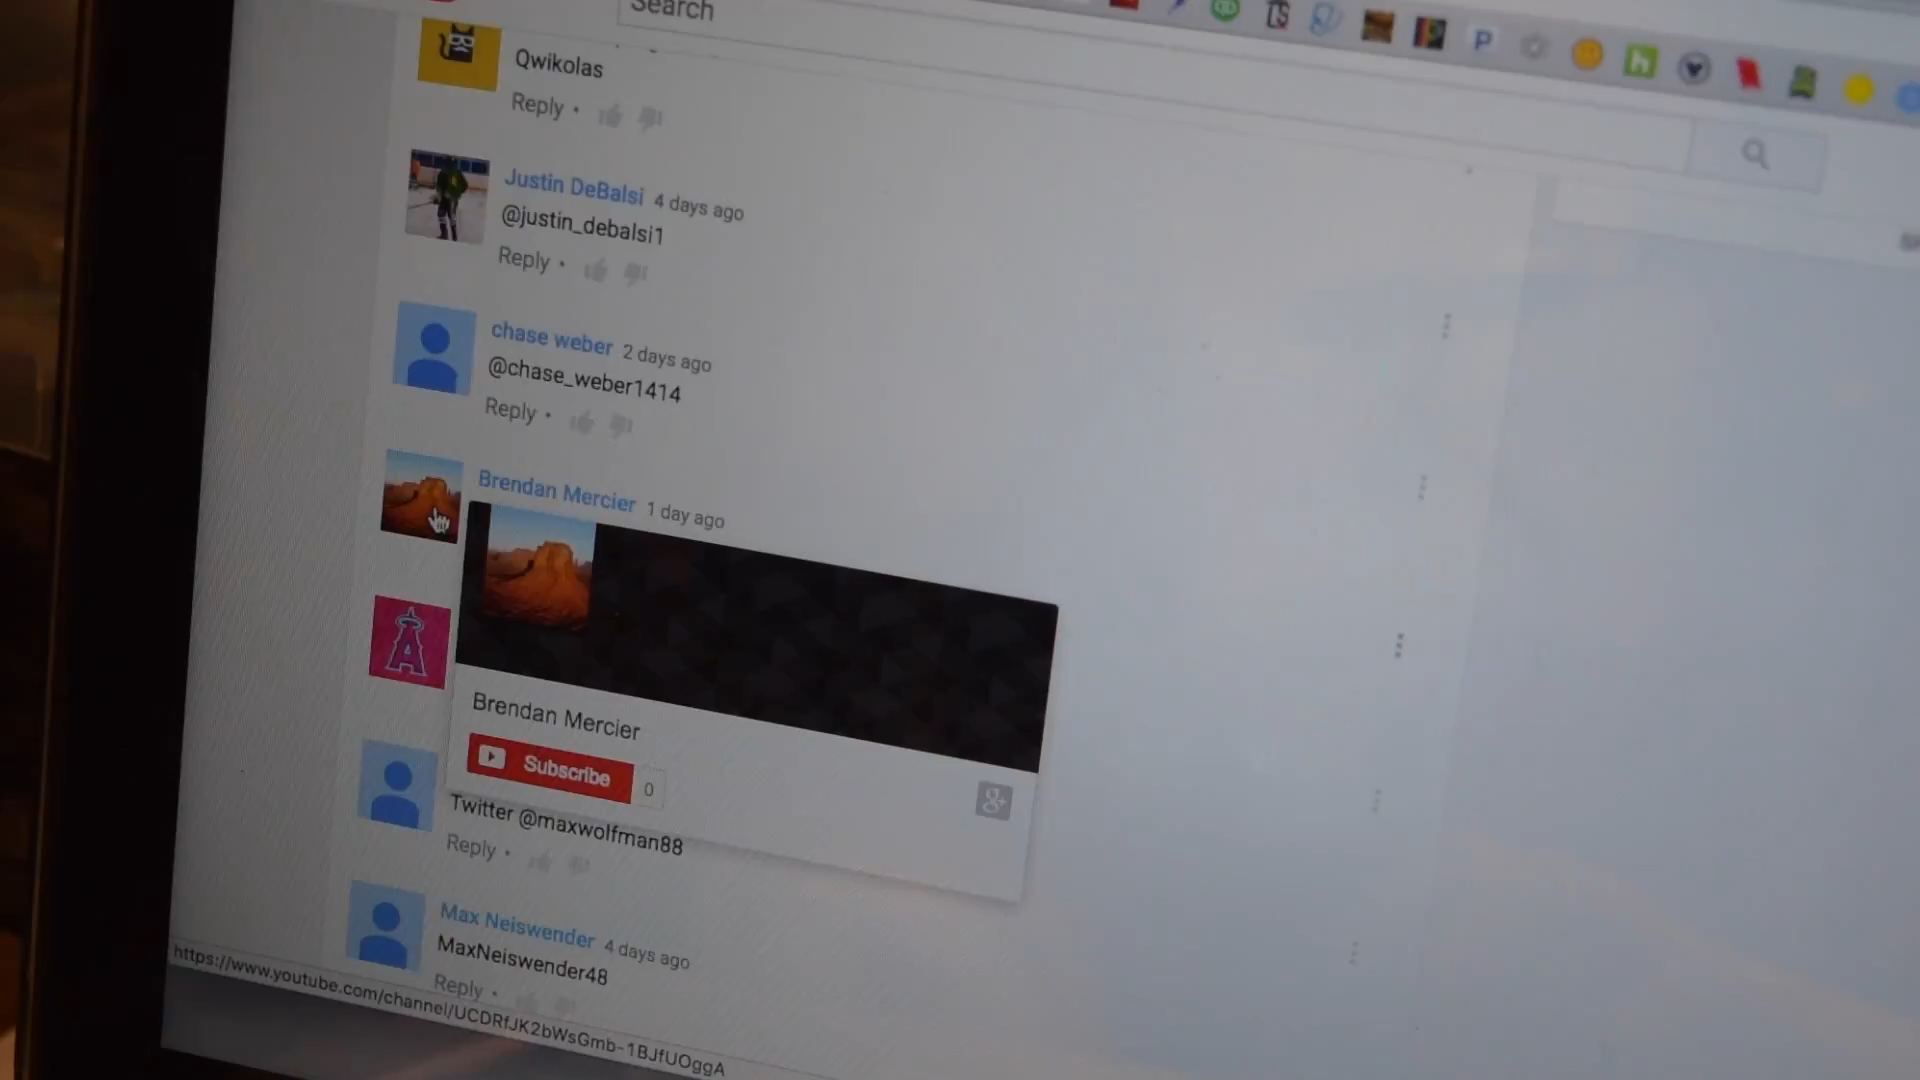 Search
Qwikolas
Reply •
Justin DeBalsi 4 days ago
@justin_debalsi1
Reply •
chase weber 2 days ago
@chase_weber1414
Reply •
Brendan Mercier 1 day ago
Brendan Mercier
Subscribe 0
g+
Twitter @maxwolfman88
Reply •
Max Neiswender 4 days ago
MaxNeiswender48
Reply •
https://www.youtube.com/channel/UCDRfJK2bWsGmb-1BJfUOggA